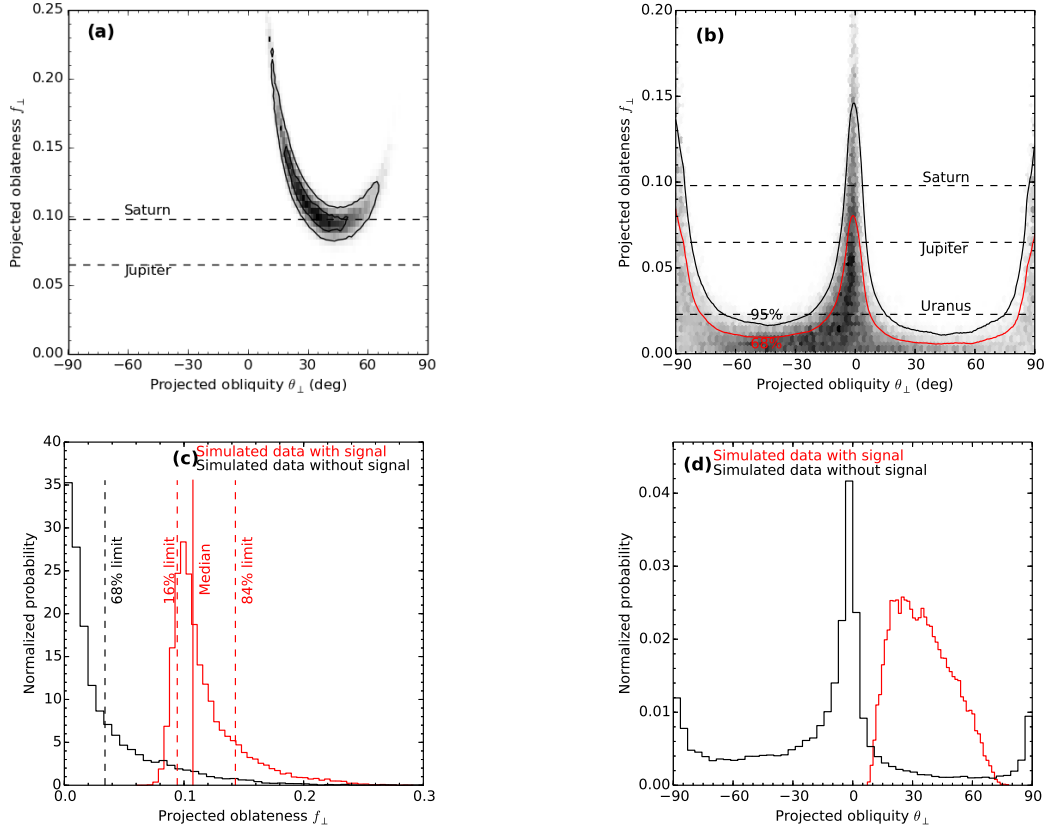 (a)
0.25
0.20
0.15
0.10
0.05
0.00
Projected oblateness f⊥
Saturn
Jupiter
−90 −60 −30 0 30 60 90
Projected obliquity θ⊥ (deg)
(b)
0.20
0.15
0.10
0.05
0.00
Projected oblateness f⊥
Saturn
Jupiter
Uranus
95%
68%
−90 −60 −30 0 30 60 90
Projected obliquity θ⊥ (deg)
(c)
Simulated data with signal
Simulated data without signal
40
35
30
25
20
15
10
5
0
Normalized probability
68% limit
16% limit
Median
84% limit
0.0 0.1 0.2 0.3
Projected oblateness f⊥
(d)
Simulated data with signal
Simulated data without signal
0.04
0.03
0.02
0.01
0.00
Normalized probability
−90 −60 −30 0 30 60 90
Projected obliquity θ⊥